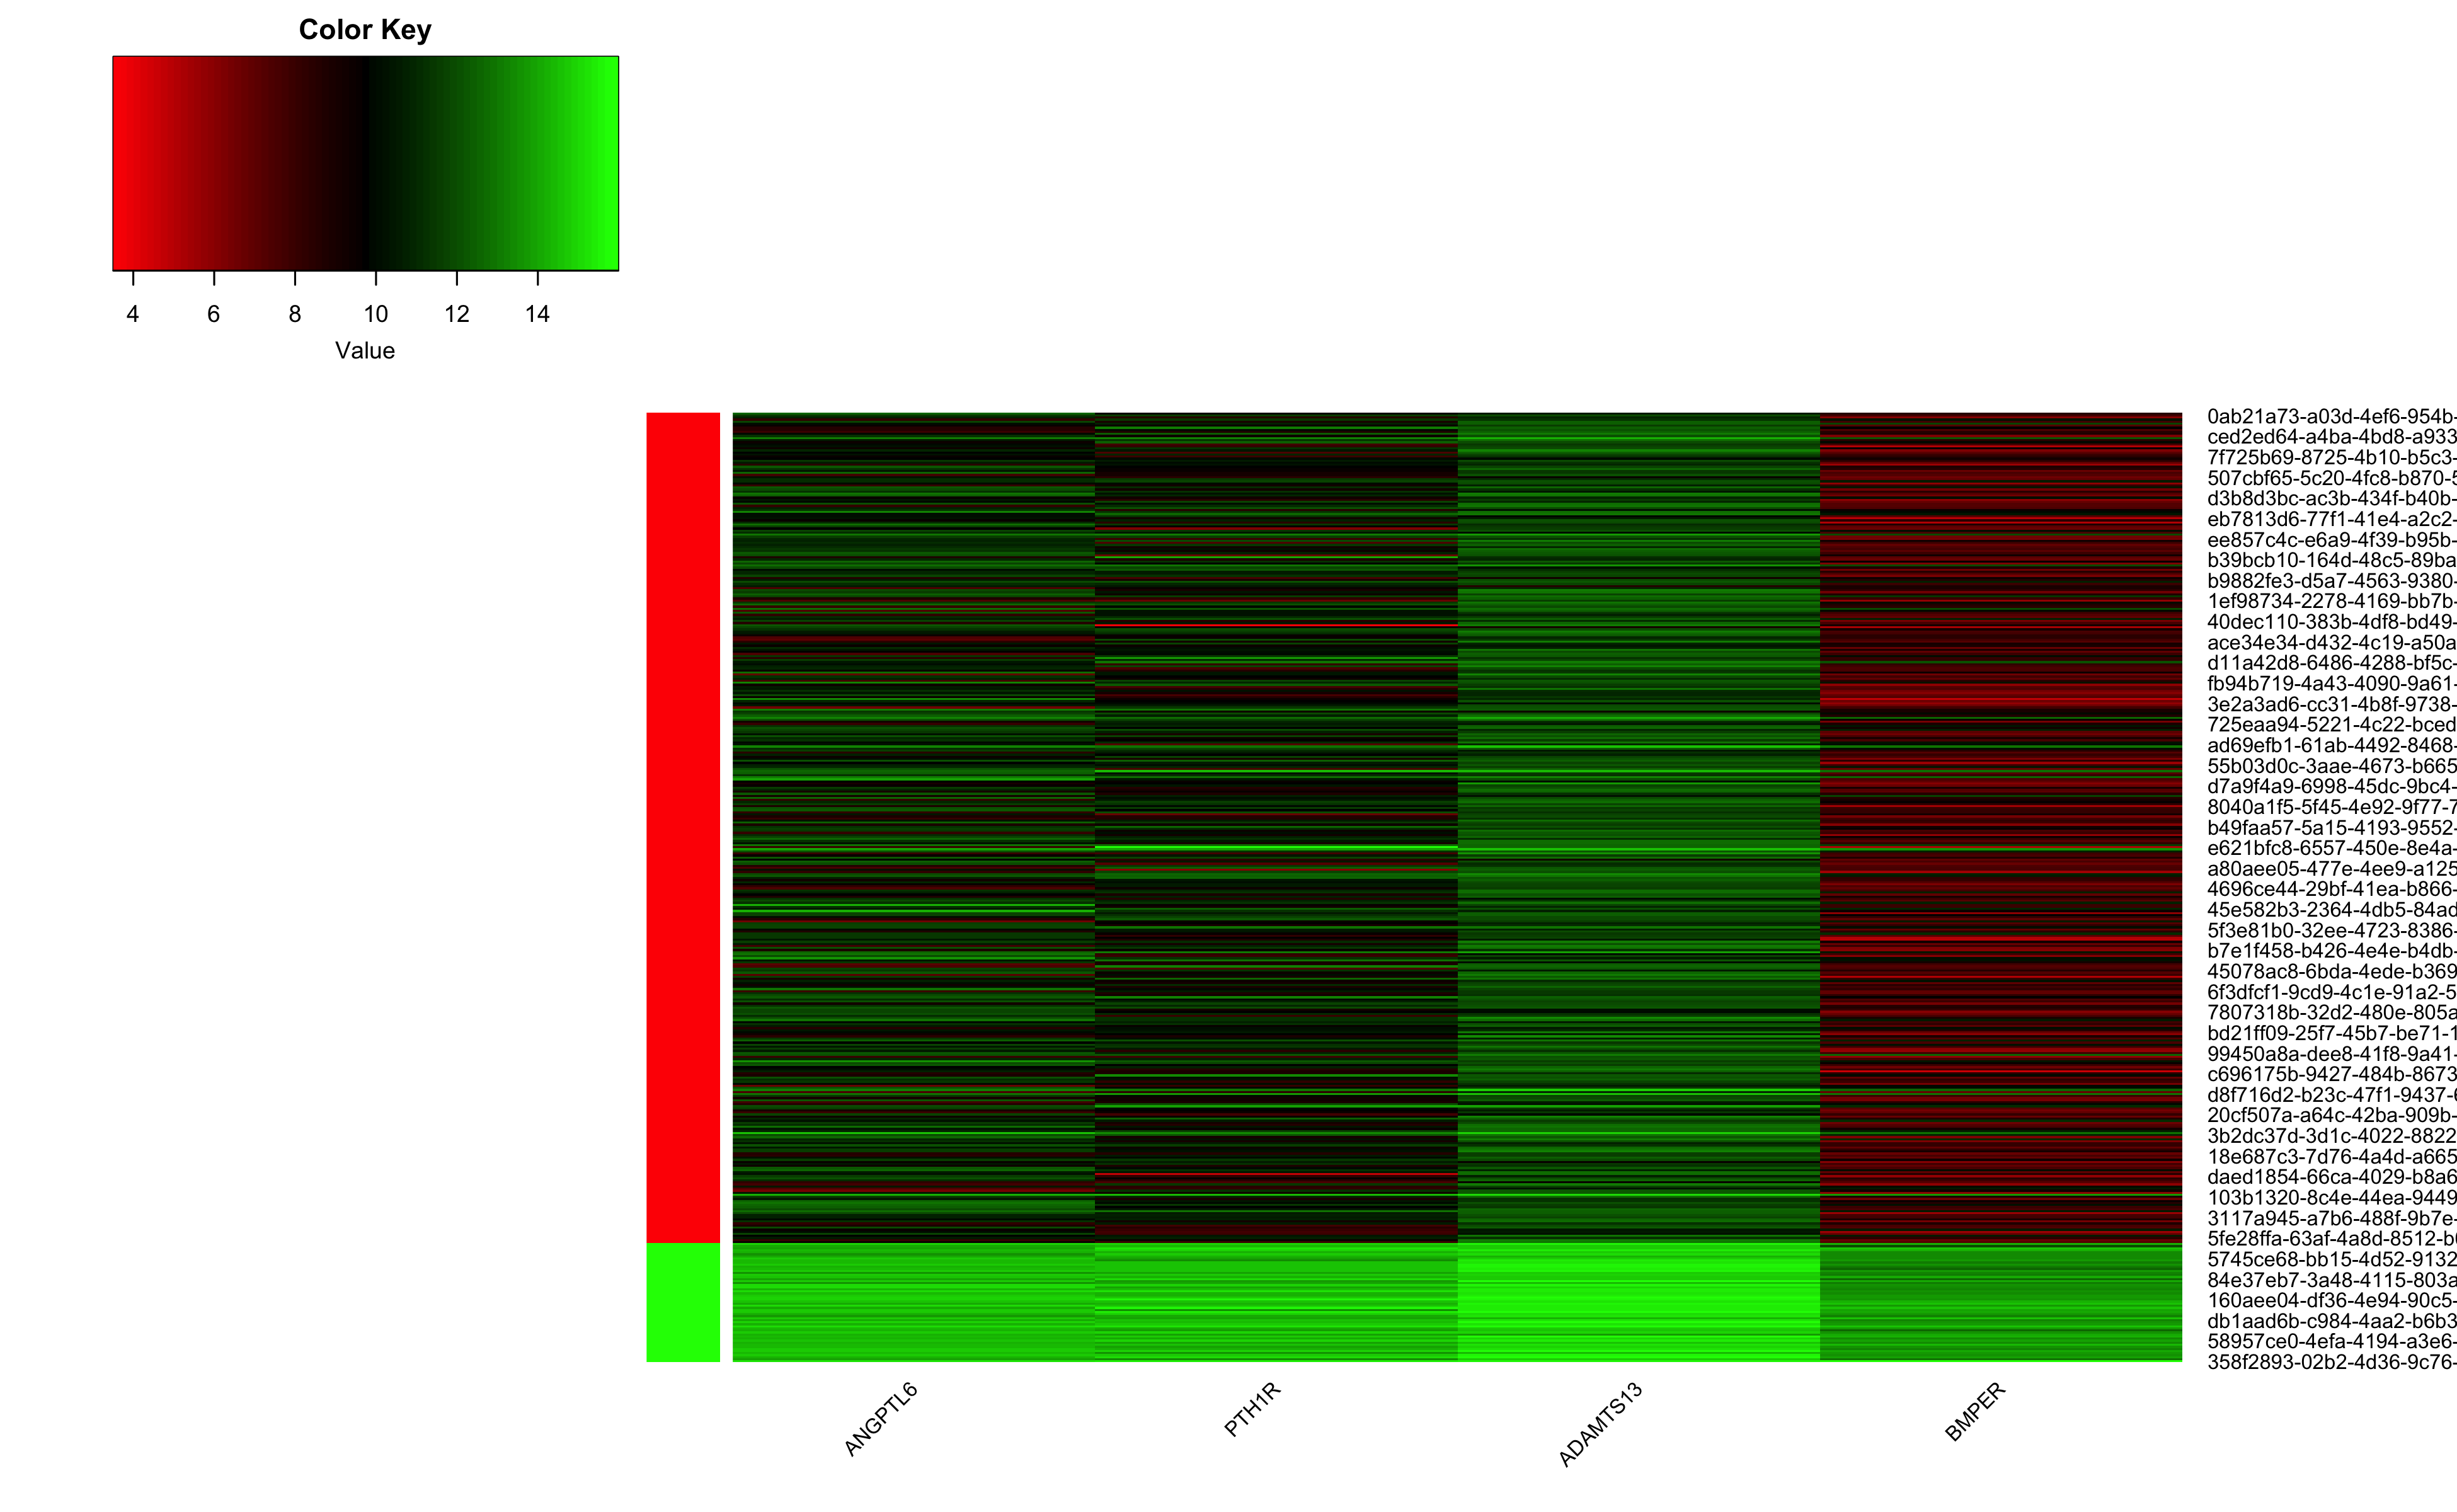 Color Key
4 6 8 10 12 14
Value
0ab21a73-a03d-4ef6-954b-
ced2ed64-a4ba-4bd8-a933
7f725b69-8725-4b10-b5c3-
507cbf65-5c20-4fc8-b870-5
d3b8d3bc-ac3b-434f-b40b-
eb7813d6-77f1-41e4-a2c2-
ee857c4c-e6a9-4f39-b95b-
b39bcb10-164d-48c5-89ba
b9882fe3-d5a7-4563-9380-
1ef98734-2278-4169-bb7b-
40dec110-383b-4df8-bd49-
ace34e34-d432-4c19-a50a
d11a42d8-6486-4288-bf5c-
fb94b719-4a43-4090-9a61-
3e2a3ad6-cc31-4b8f-9738-
725eaa94-5221-4c22-bced
ad69efb1-61ab-4492-8468-
55b03d0c-3aae-4673-b665
d7a9f4a9-6998-45dc-9bc4-
8040a1f5-5f45-4e92-9f77-7
b49faa57-5a15-4193-9552-
e621bfc8-6557-450e-8e4a-
a80aee05-477e-4ee9-a125
4696ce44-29bf-41ea-b866-
45e582b3-2364-4db5-84ad
5f3e81b0-32ee-4723-8386-
b7e1f458-b426-4e4e-b4db-
45078ac8-6bda-4ede-b369
6f3dfcf1-9cd9-4c1e-91a2-5
7807318b-32d2-480e-805a
bd21ff09-25f7-45b7-be71-1
99450a8a-dee8-41f8-9a41-
c696175b-9427-484b-8673
d8f716d2-b23c-47f1-9437-6
20cf507a-a64c-42ba-909b-
3b2dc37d-3d1c-4022-8822
18e687c3-7d76-4a4d-a665
daed1854-66ca-4029-b8a6
103b1320-8c4e-44ea-9449
3117a945-a7b6-488f-9b7e-
5fe28ffa-63af-4a8d-8512-b
5745ce68-bb15-4d52-9132
84e37eb7-3a48-4115-803a
160aee04-df36-4e94-90c5-
db1aad6b-c984-4aa2-b6b3
58957ce0-4efa-4194-a3e6-
358f2893-02b2-4d36-9c76-
ANGPTL6 PTH1R ADAMTS13 BMPER